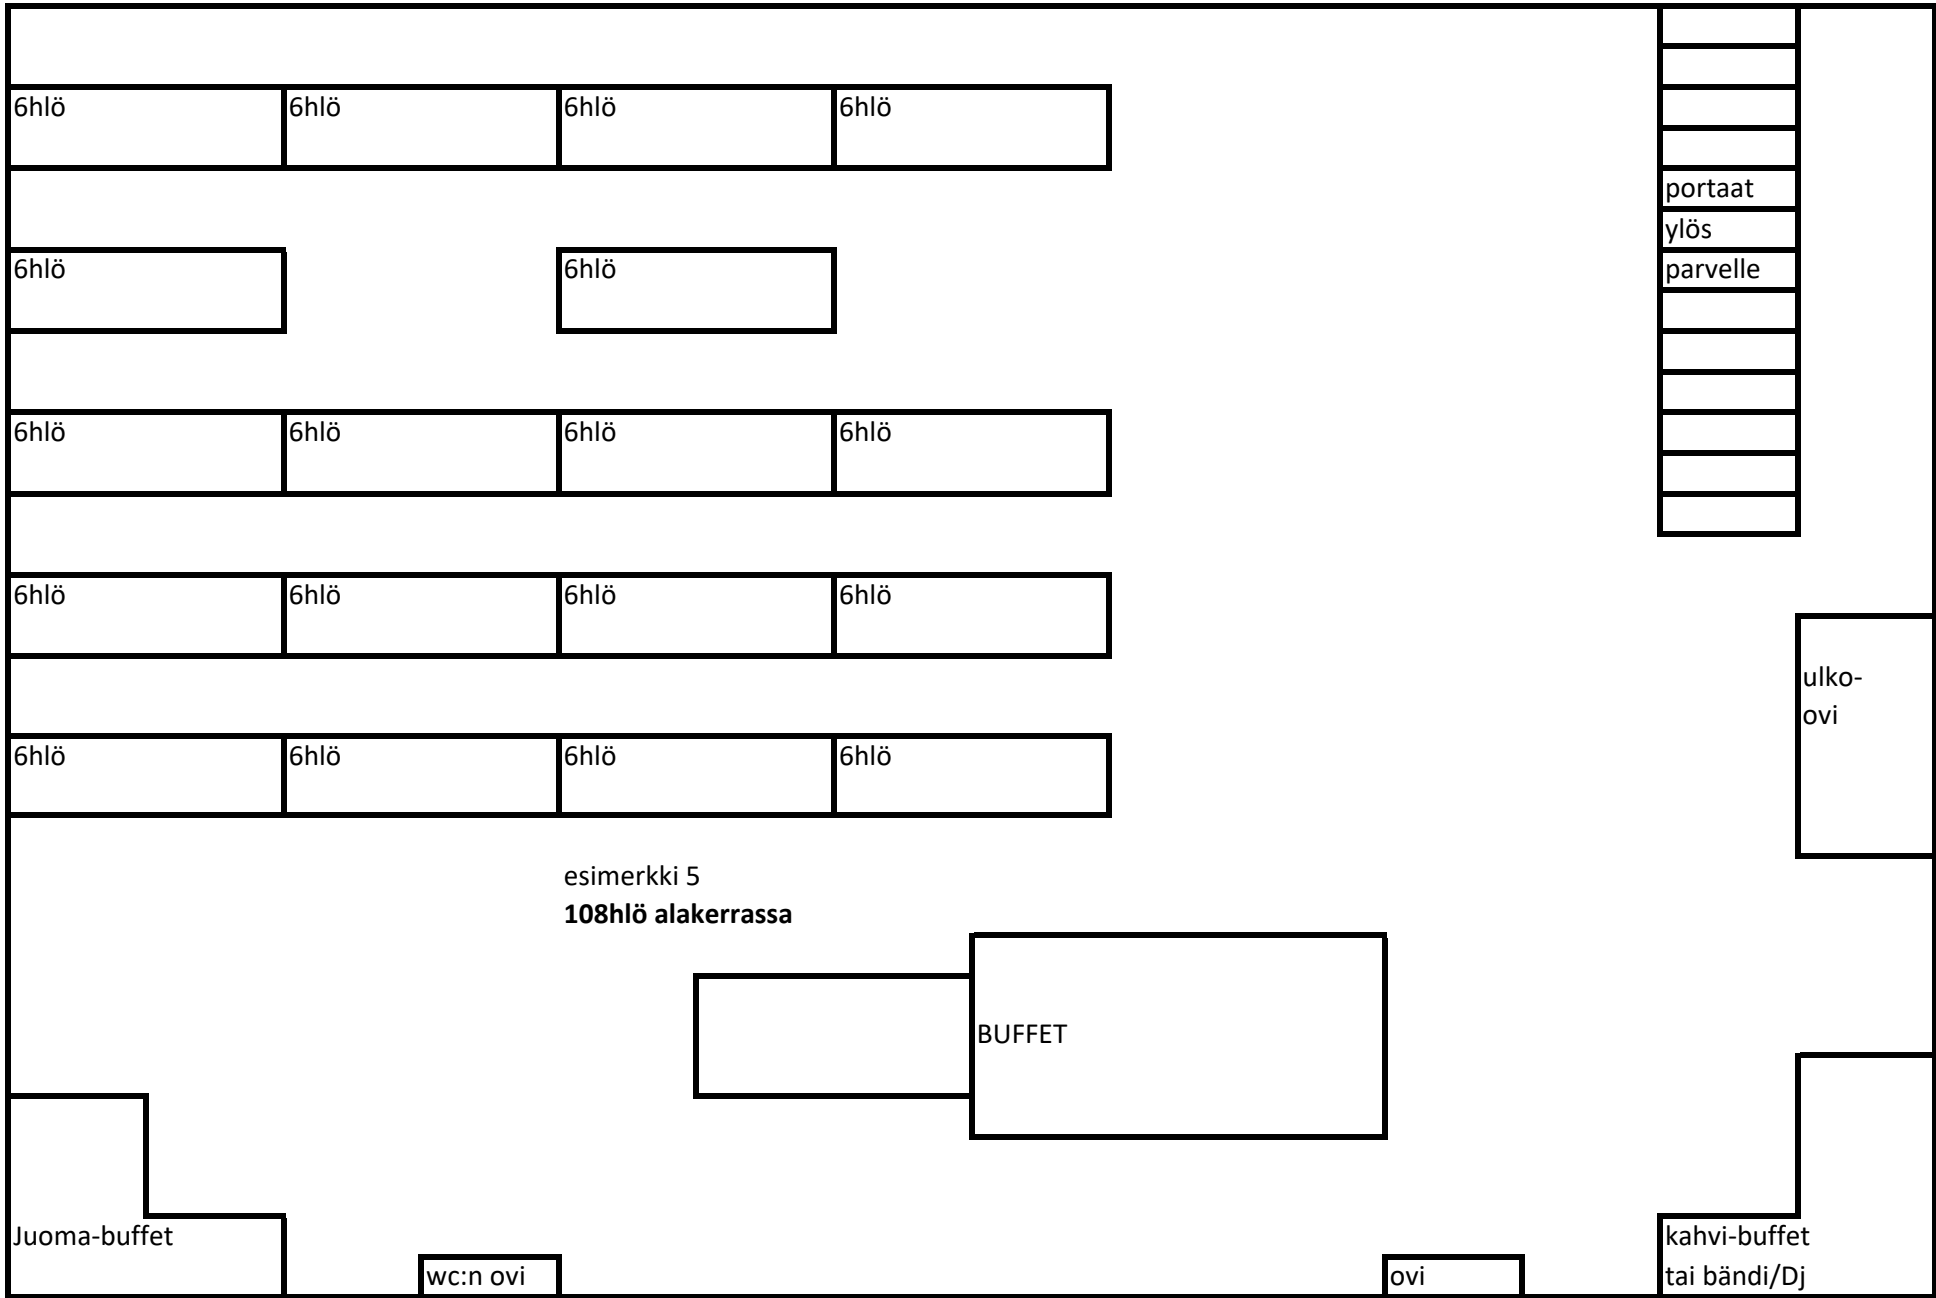 6hlö 6hlö 6hlö 6hlö
portaat
ylös
parvelle
6hlö 6hlö
6hlö 6hlö 6hlö 6hlö
6hlö 6hlö 6hlö 6hlö
ulko-
ovi
6hlö 6hlö 6hlö 6hlö
esimerkki 5
108hlö alakerrassa
BUFFET
Juoma-buffet
wc:n ovi
ovi
kahvi-buffet
tai bändi/Dj